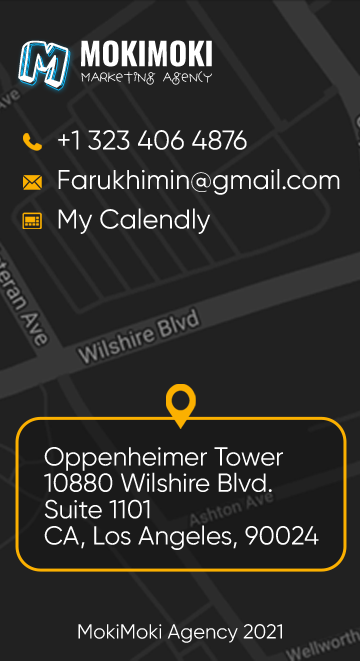 M MOKIMOKI
MARKETING AGENCY
Ave
+1 323 406 4876
Farukhimin@gmail.com
My Calendly
teran Ave
Wilshire Blvd
Oppenheimer Tower
10880 Wilshire Blvd.
Suite 1101
Ashton Ave
CA, Los Angeles, 90024
MokiMoki Agency 2021
Wellworth